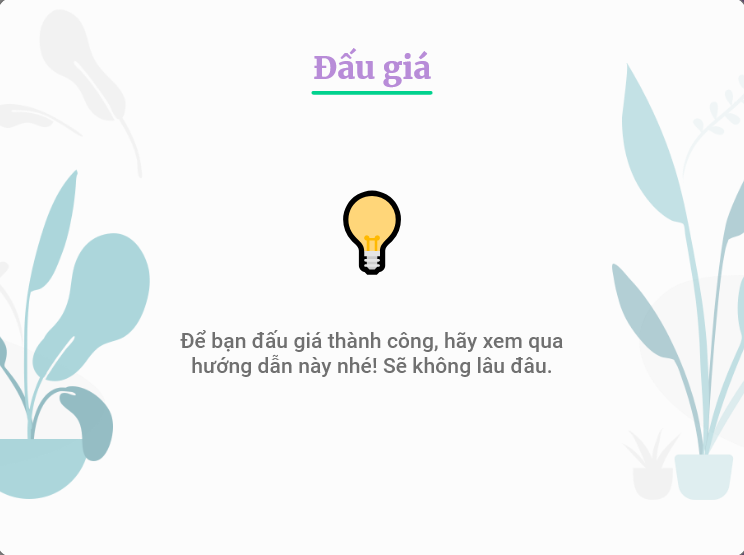 Đấu giá
Để bạn đấu giá thành công, hãy xem qua
hướng dẫn này nhé! Sẽ không lâu đâu.